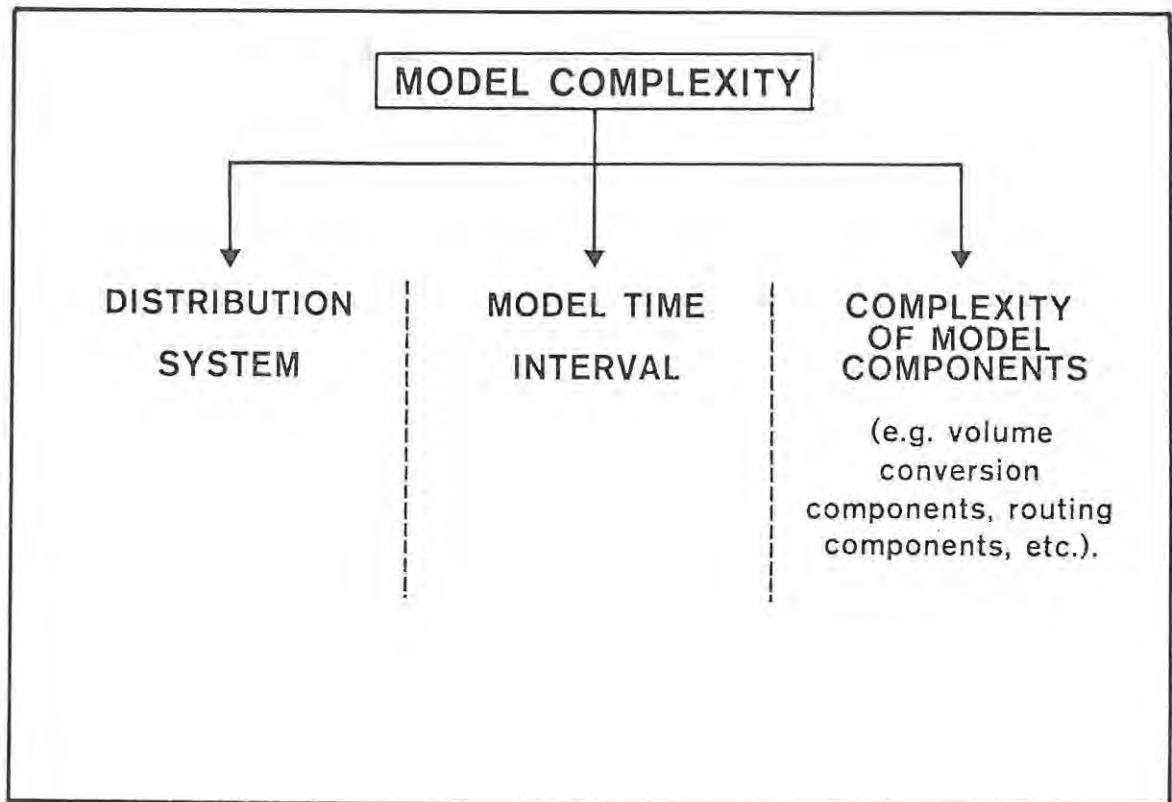 MODEL COMPLEXITY
DISTRIBUTION
SYSTEM
MODEL TIME
INTERVAL
COMPLEXITY
OF MODEL
COMPONENTS
(e.g. volume
conversion
components, routing
components, etc.).